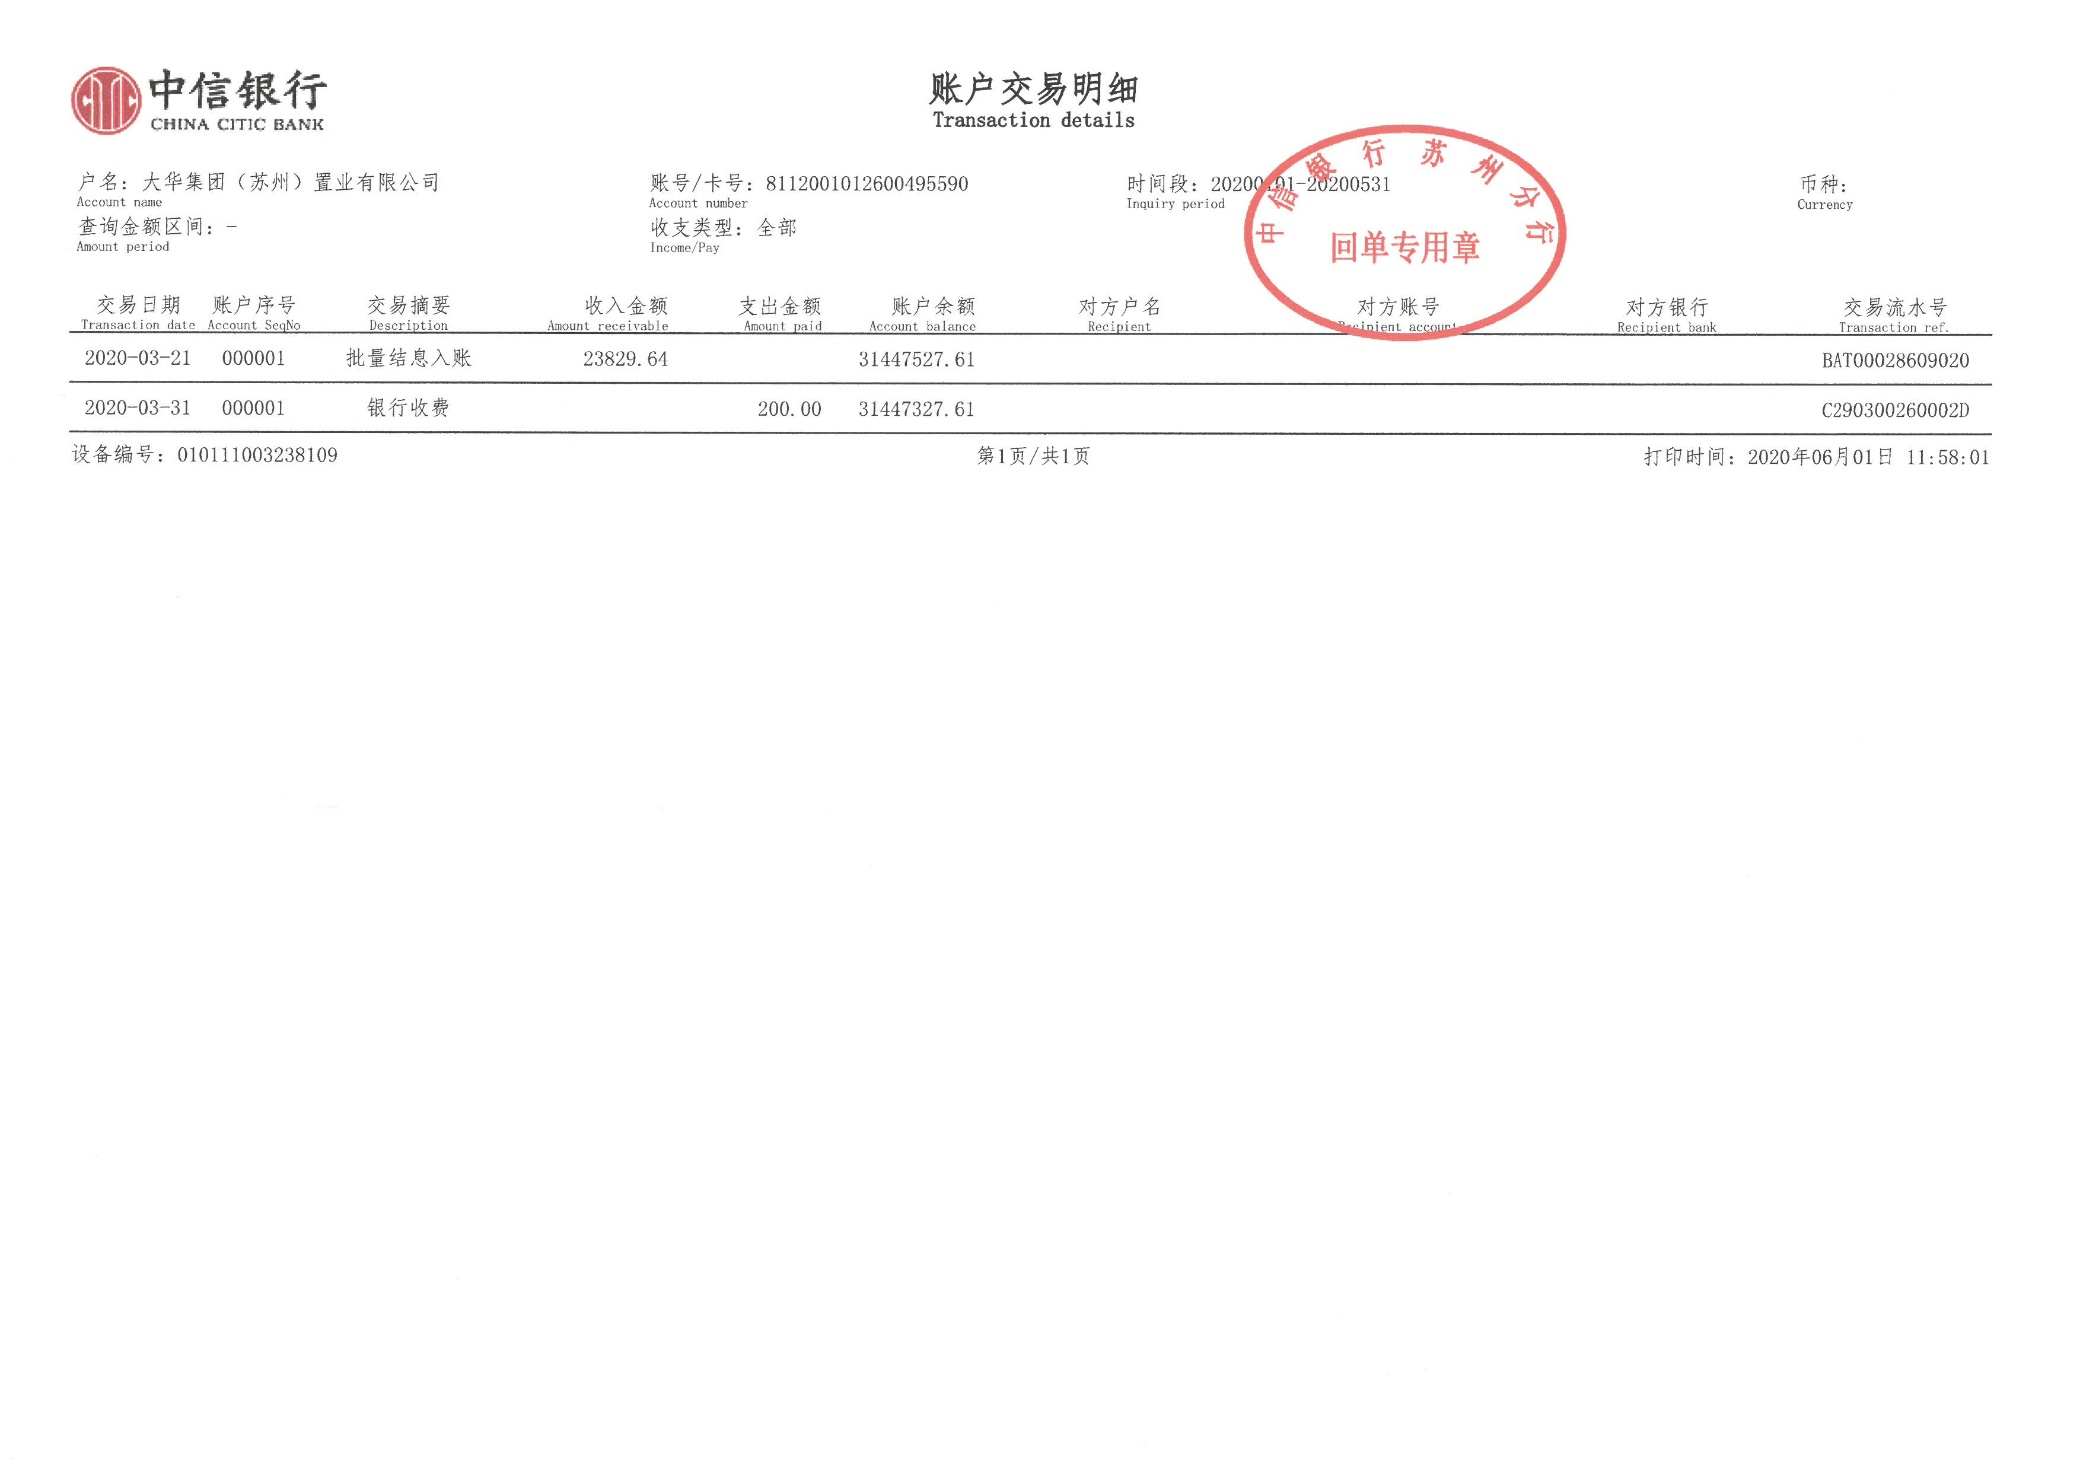 中信银行
CHINA CITIC BANK
账户交易明细
Transaction details
中信银行苏州分行
回单专用章
户名：大华集团（苏州）置业有限公司 账号/卡号：8112001012600495590 时间段：20200101-20200531 币种：
Account name Account number Inquiry period Currency
查询金额区间：- 收支类型：全部
Amount period Income/Pay
交易日期 账户序号 交易摘要 收入金额 支出金额 账户余额 对方户名 对方账号 对方银行 交易流水号
Transaction date Account SeqNo Description Amount receivable Amount paid Account balance Recipient Recipient account Recipient bank Transaction ref.
2020-03-21 000001 批量结息入账 23829.64 31447527.61 BAT00028609020
2020-03-31 000001 银行收费 200.00 31447327.61 C290300260002D
设备编号：010111003238109 第1页/共1页 打印时间：2020年06月01日 11:58:01